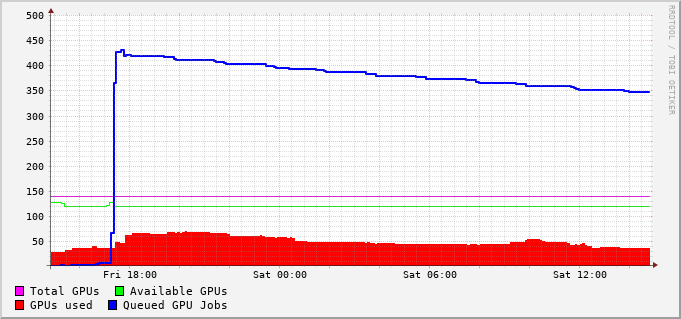 500
450
400
350
300
250
200
150
100
50
Fri 18:00 Sat 00:00 Sat 06:00 Sat 12:00
Total GPUs Available GPUs
GPUs used Queued GPU Jobs
RRDTOOL / TOBI OETIKER